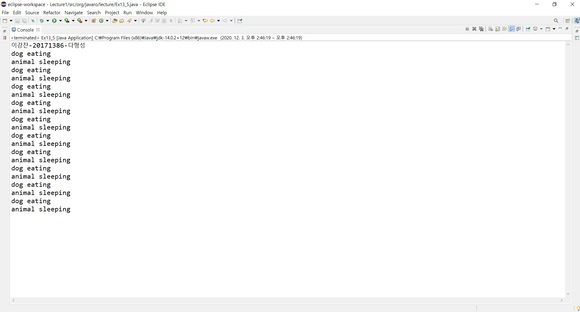 eclipse-workspace - Lecture1/src/org/javaro/lecture/Ex13_5.java - Eclipse IDE
File Edit Source Refactor Navigate Search Project Run Window Help
Console
<terminated> Ex13_5 [Java Application] C:₩Program Files (x86)₩Java₩jdk-14.0.2+12₩bin₩javaw.exe (2020. 12. 3. 오후 2:46:19 – 오후 2:46:19)
이강찬-20171386-다형성
dog eating
animal sleeping
dog eating
animal sleeping
dog eating
animal sleeping
dog eating
animal sleeping
dog eating
animal sleeping
dog eating
animal sleeping
dog eating
animal sleeping
dog eating
animal sleeping
dog eating
animal sleeping
dog eating
animal sleeping